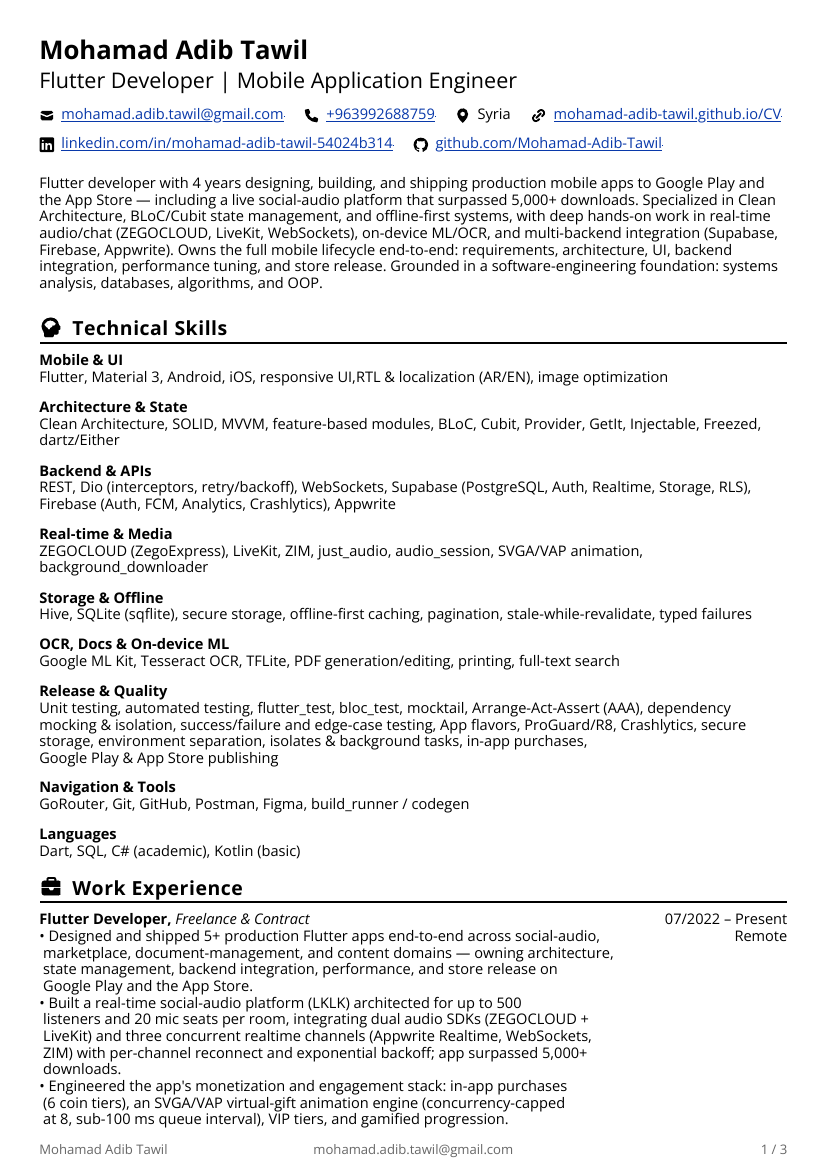 Mohamad Adib Tawil
Flutter Developer | Mobile Application Engineer
mohamad.adib.tawil@gmail.com +963992688759 Syria mohamad-adib-tawil.github.io/CV
linkedin.com/in/mohamad-adib-tawil-54024b314 github.com/Mohamad-Adib-Tawil
Flutter developer with 4 years designing, building, and shipping production mobile apps to Google Play and
the App Store — including a live social-audio platform that surpassed 5,000+ downloads. Specialized in Clean
Architecture, BLoC/Cubit state management, and offline-first systems, with deep hands-on work in real-time
audio/chat (ZEGOCLOUD, LiveKit, WebSockets), on-device ML/OCR, and multi-backend integration (Supabase,
Firebase, Appwrite). Owns the full mobile lifecycle end-to-end: requirements, architecture, UI, backend
integration, performance tuning, and store release. Grounded in a software-engineering foundation: systems
analysis, databases, algorithms, and OOP.
Technical Skills
Mobile & UI
Flutter, Material 3, Android, iOS, responsive UI,RTL & localization (AR/EN), image optimization
Architecture & State
Clean Architecture, SOLID, MVVM, feature-based modules, BLoC, Cubit, Provider, GetIt, Injectable, Freezed,
dartz/Either
Backend & APIs
REST, Dio (interceptors, retry/backoff), WebSockets, Supabase (PostgreSQL, Auth, Realtime, Storage, RLS),
Firebase (Auth, FCM, Analytics, Crashlytics), Appwrite
Real-time & Media
ZEGOCLOUD (ZegoExpress), LiveKit, ZIM, just_audio, audio_session, SVGA/VAP animation,
background_downloader
Storage & Offline
Hive, SQLite (sqflite), secure storage, offline-first caching, pagination, stale-while-revalidate, typed failures
OCR, Docs & On-device ML
Google ML Kit, Tesseract OCR, TFLite, PDF generation/editing, printing, full-text search
Release & Quality
Unit testing, automated testing, flutter_test, bloc_test, mocktail, Arrange-Act-Assert (AAA), dependency
mocking & isolation, success/failure and edge-case testing, App flavors, ProGuard/R8, Crashlytics, secure
storage, environment separation, isolates & background tasks, in-app purchases,
Google Play & App Store publishing
Navigation & Tools
GoRouter, Git, GitHub, Postman, Figma, build_runner / codegen
Languages
Dart, SQL, C# (academic), Kotlin (basic)
Work Experience
Flutter Developer, Freelance & Contract 07/2022 – Present
Remote
• Designed and shipped 5+ production Flutter apps end-to-end across social-audio,
marketplace, document-management, and content domains — owning architecture,
state management, backend integration, performance, and store release on
Google Play and the App Store.
• Built a real-time social-audio platform (LKLK) architected for up to 500
listeners and 20 mic seats per room, integrating dual audio SDKs (ZEGOCLOUD +
LiveKit) and three concurrent realtime channels (Appwrite Realtime, WebSockets,
ZIM) with per-channel reconnect and exponential backoff; app surpassed 5,000+
downloads.
• Engineered the app's monetization and engagement stack: in-app purchases
(6 coin tiers), an SVGA/VAP virtual-gift animation engine (concurrency-capped
at 8, sub-100 ms queue interval), VIP tiers, and gamified progression.
Mohamad Adib Tawil mohamad.adib.tawil@gmail.com 1 / 3